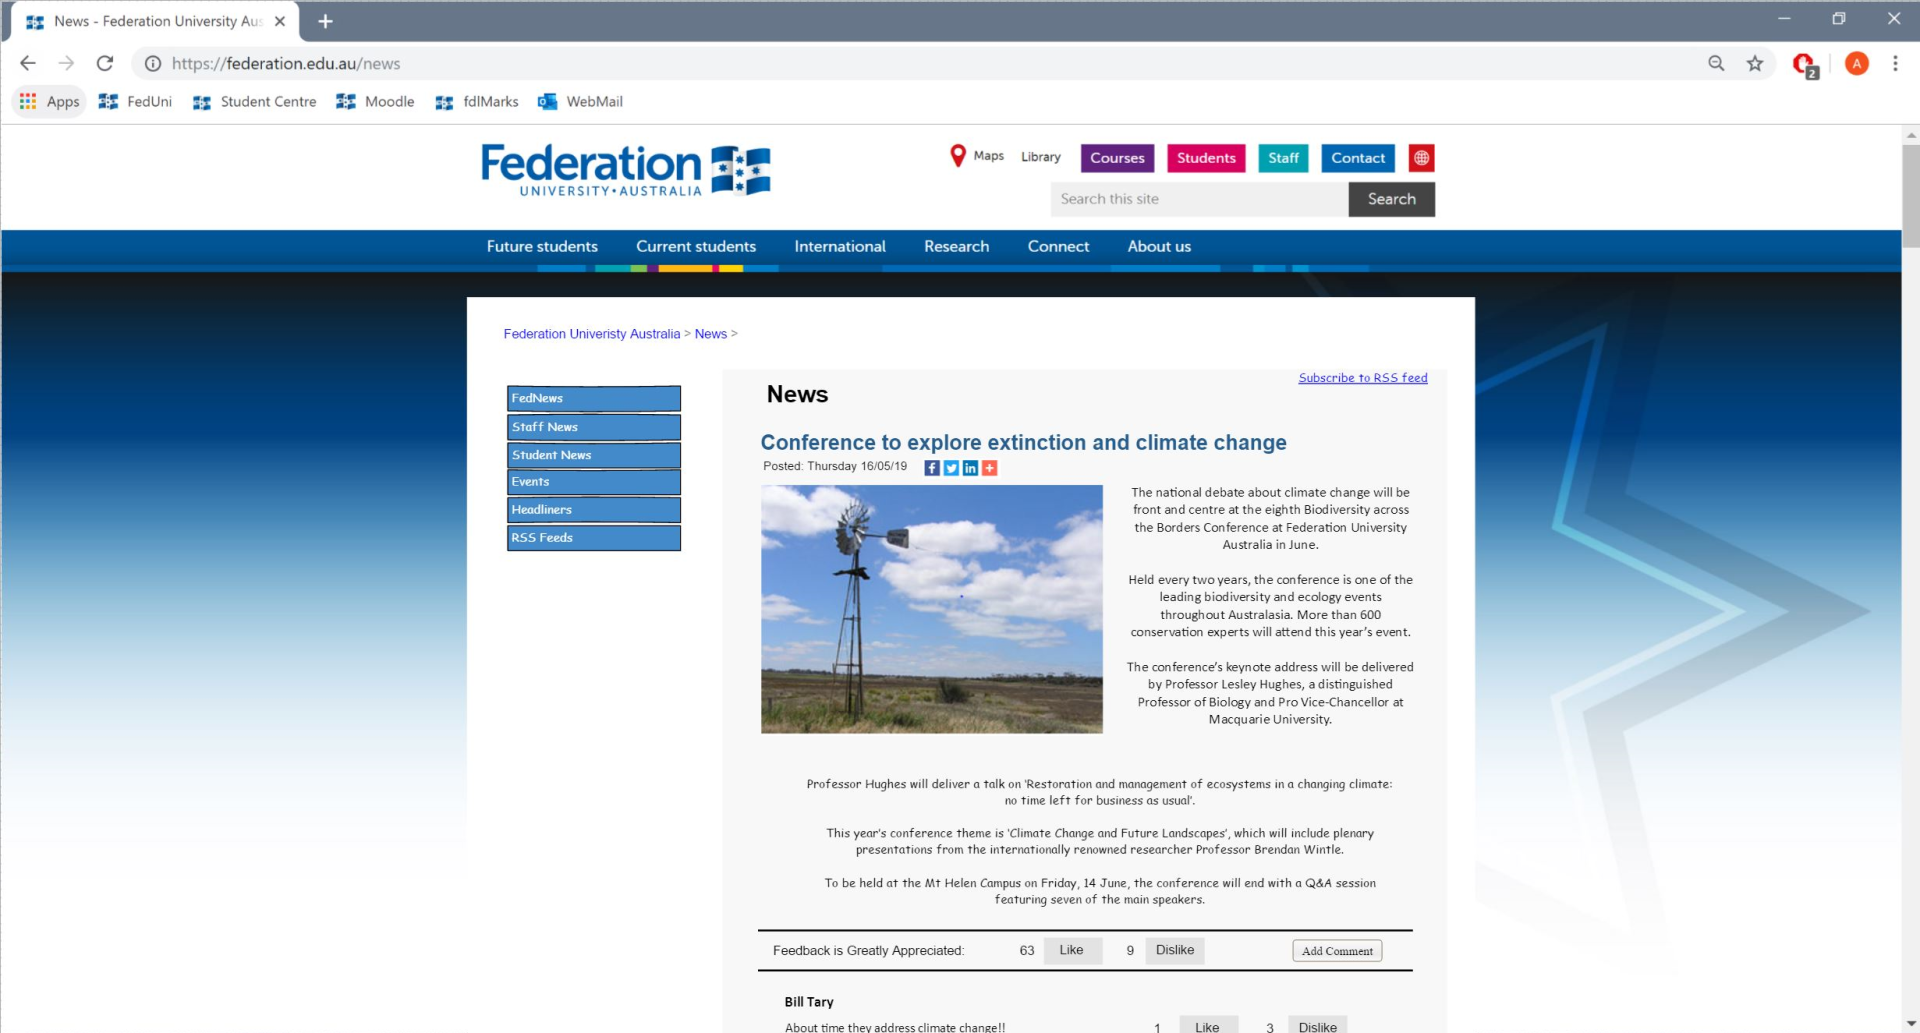 News - Federation University Aus
https://federation.edu.au/news
2
A
Apps
FedUni
Student Centre
Moodle
fdlMarks
WebMail
Federation
UNIVERSITY • AUSTRALIA
Maps
Library
Courses
Students
Staff
Contact
Search this site
Search
Future students
Current students
International
Research
Connect
About us
Federation Univeristy Australia > News >
FedNews
Staff News
Student News
Events
Headliners
RSS Feeds
Subscribe to RSS feed
News
Conference to explore extinction and climate change
Posted: Thursday 16/05/19
The national debate about climate change will be
front and centre at the eighth Biodiversity across
the Borders Conference at Federation University
Australia in June.
Held every two years, the conference is one of the
leading biodiversity and ecology events
throughout Australasia. More than 600
conservation experts will attend this year's event.
The conference's keynote address will be delivered
by Professor Lesley Hughes, a distinguished
Professor of Biology and Pro Vice-Chancellor at
Macquarie University.
Professor Hughes will deliver a talk on 'Restoration and management of ecosystems in a changing climate:
no time left for business as usual'.
This year's conference theme is 'Climate Change and Future Landscapes', which will include plenary
presentations from the internationally renowned researcher Professor Brendan Wintle.
To be held at the Mt Helen Campus on Friday, 14 June, the conference will end with a Q&A session
featuring seven of the main speakers.
Feedback is Greatly Appreciated: 63 Like 9 Dislike Add Comment
Bill Tary
About time they address climate change!! 1 Like 3 Dislike